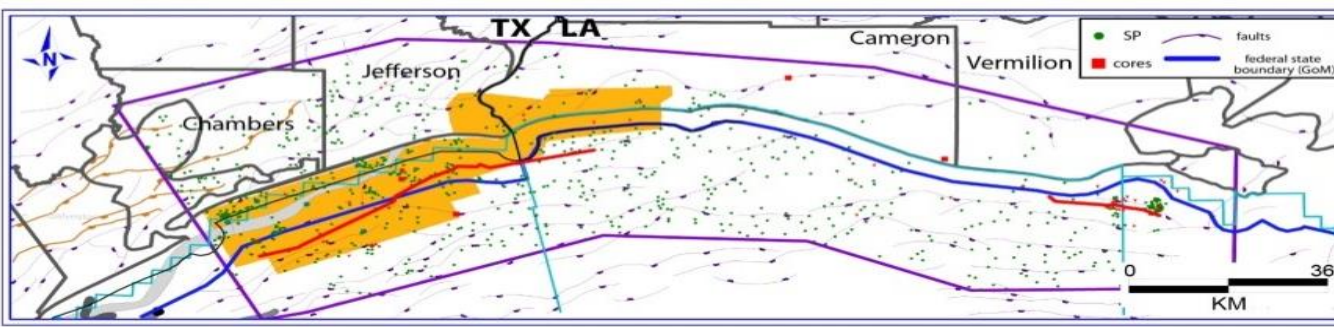 TX LA
Cameron
Vermilion
Jefferson
Chambers
N
SP
faults
cores
federal state
boundary (GoM)
0
36
KM